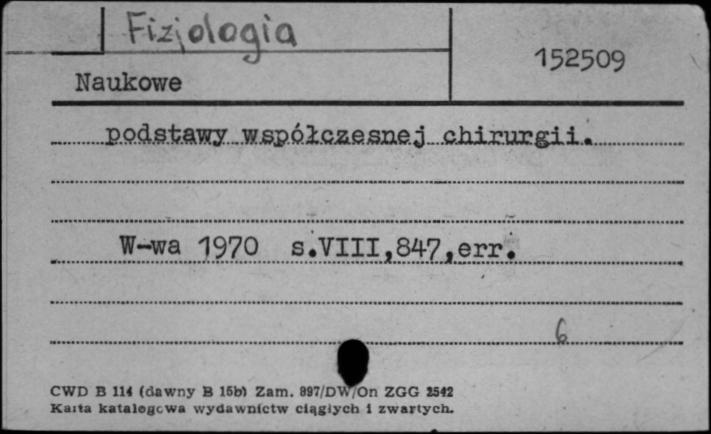 Fizjologia
152509
Naukowe
podstawy współczesnej chirurgii.
W-wa 1970 s.VIII,847,err.
6
CWD B 114 (dawny B 15b) Zam. 897/DW/On ZGG 2542
Karta katalogowa wydawnictw ciągłych i zwartych.